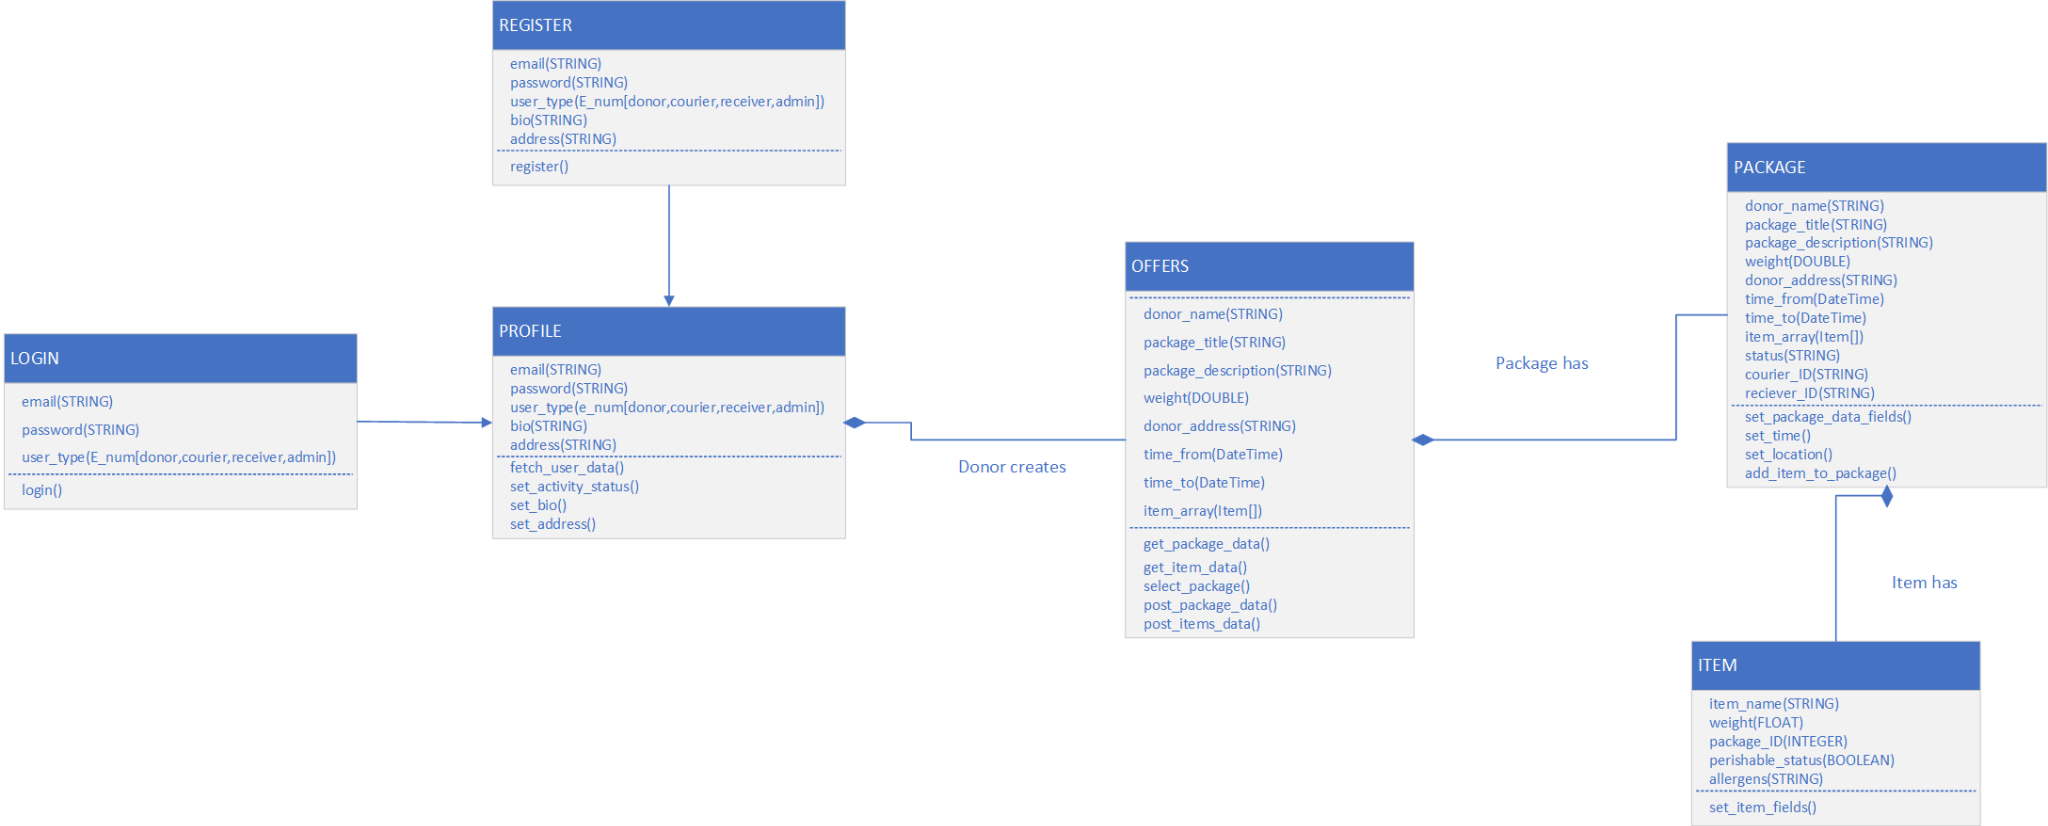 REGISTER
email(STRING)
password(STRING)
user_type(E_num[donor,courier,receiver,admin])
bio(STRING)
address(STRING)
register()
LOGIN
email(STRING)
password(STRING)
user_type(E_num[donor,courier,receiver,admin])
login()
PROFILE
email(STRING)
password(STRING)
user_type(e_num[donor,courier,receiver,admin])
bio(STRING)
address(STRING)
fetch_user_data()
set_activity_status()
set_bio()
set_address()
Donor creates
OFFERS
donor_name(STRING)
package_title(STRING)
package_description(STRING)
weight(DOUBLE)
donor_address(STRING)
time_from(DateTime)
time_to(DateTime)
item_array(Item[])
get_package_data()
get_item_data()
select_package()
post_package_data()
post_items_data()
Package has
PACKAGE
donor_name(STRING)
package_title(STRING)
package_description(STRING)
weight(DOUBLE)
donor_address(STRING)
time_from(DateTime)
time_to(DateTime)
item_array(Item[])
status(STRING)
courier_ID(STRING)
reciever_ID(STRING)
set_package_data_fields()
set_time()
set_location()
add_item_to_package()
Item has
ITEM
item_name(STRING)
weight(FLOAT)
package_ID(INTEGER)
perishable_status(BOOLEAN)
allergens(STRING)
set_item_fields()